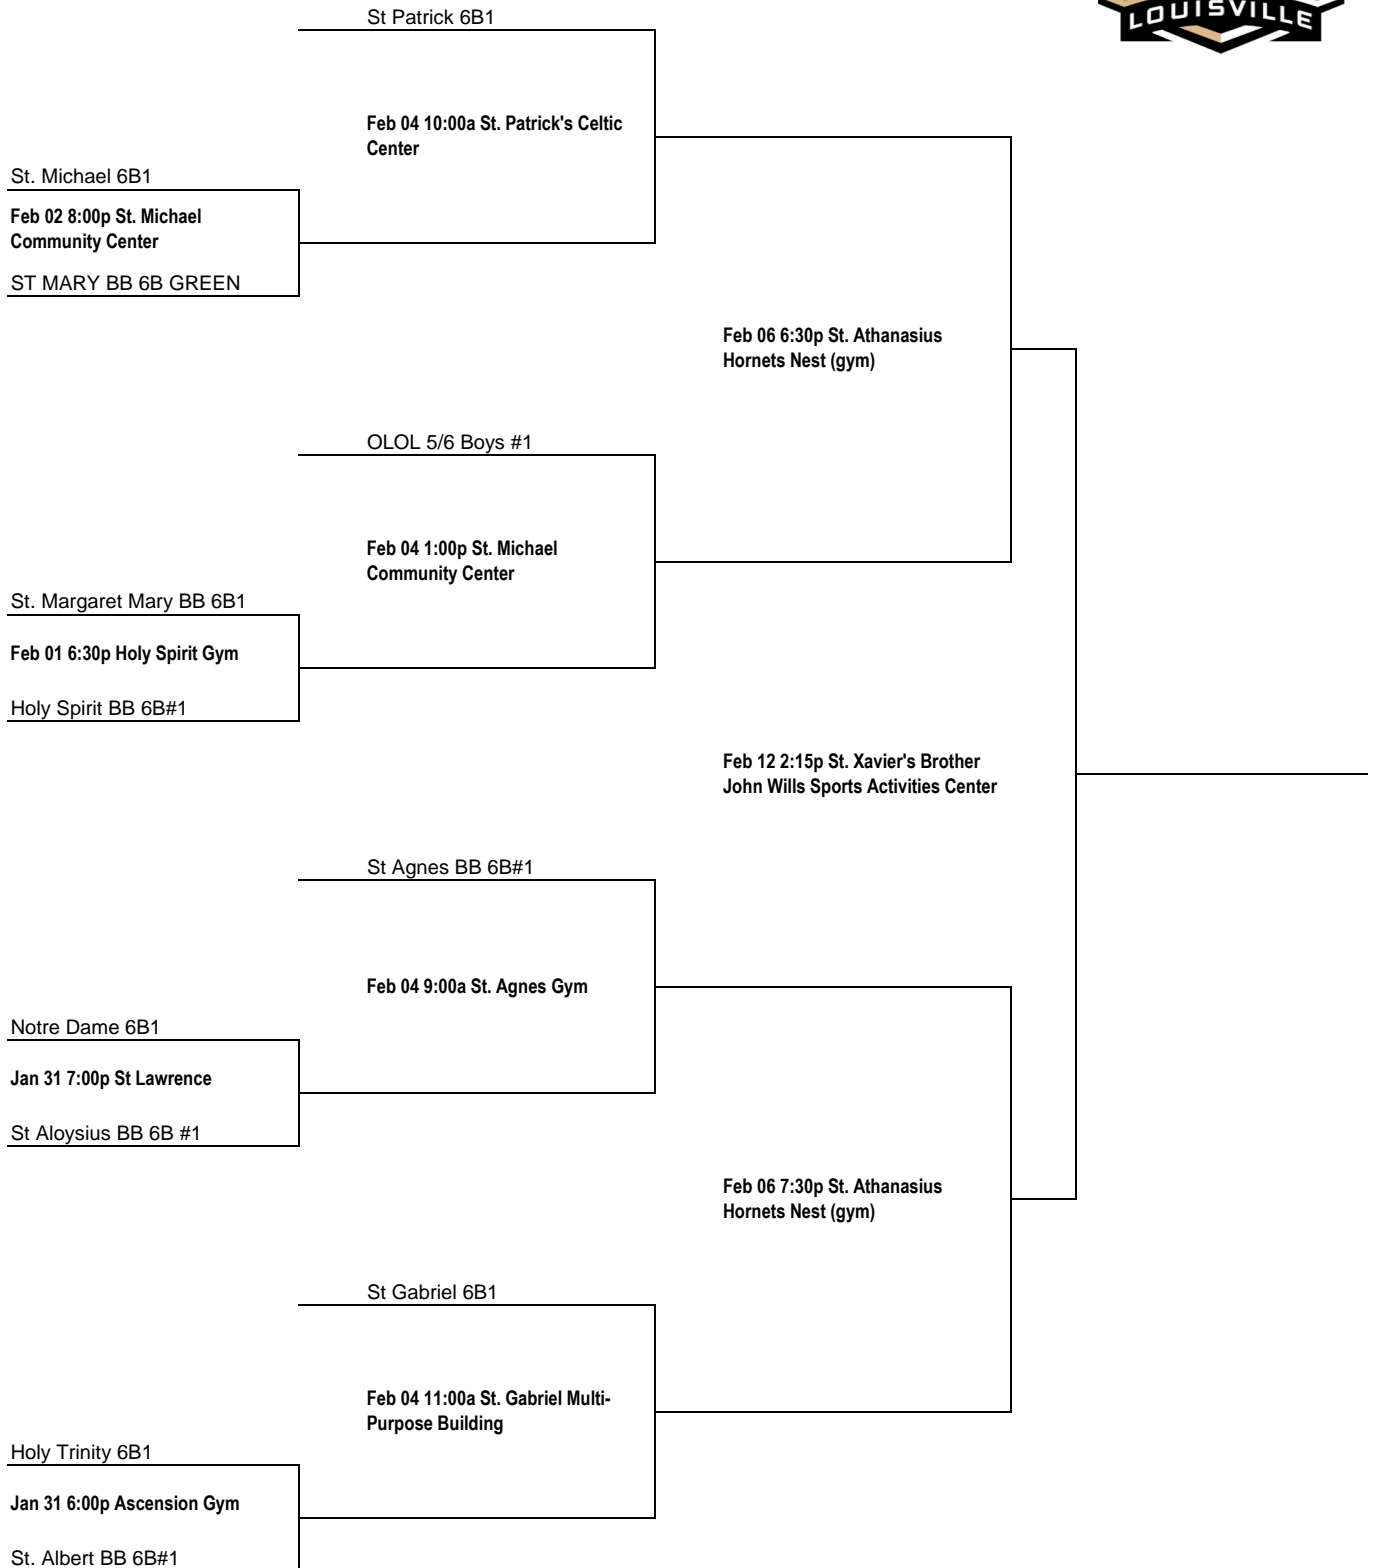 LOUISVILLE
St Patrick 6B1
Feb 04 10:00a St. Patrick's Celtic
Center
St. Michael 6B1
Feb 02 8:00p St. Michael
Community Center
ST MARY BB 6B GREEN
Feb 06 6:30p St. Athanasius
Hornets Nest (gym)
OLOL 5/6 Boys #1
Feb 04 1:00p St. Michael
Community Center
St. Margaret Mary BB 6B1
Feb 01 6:30p Holy Spirit Gym
Holy Spirit BB 6B#1
Feb 12 2:15p St. Xavier's Brother
John Wills Sports Activities Center
St Agnes BB 6B#1
Feb 04 9:00a St. Agnes Gym
Notre Dame 6B1
Jan 31 7:00p St Lawrence
St Aloysius BB 6B #1
Feb 06 7:30p St. Athanasius
Hornets Nest (gym)
St Gabriel 6B1
Feb 04 11:00a St. Gabriel Multi-
Purpose Building
Holy Trinity 6B1
Jan 31 6:00p Ascension Gym
St. Albert BB 6B#1